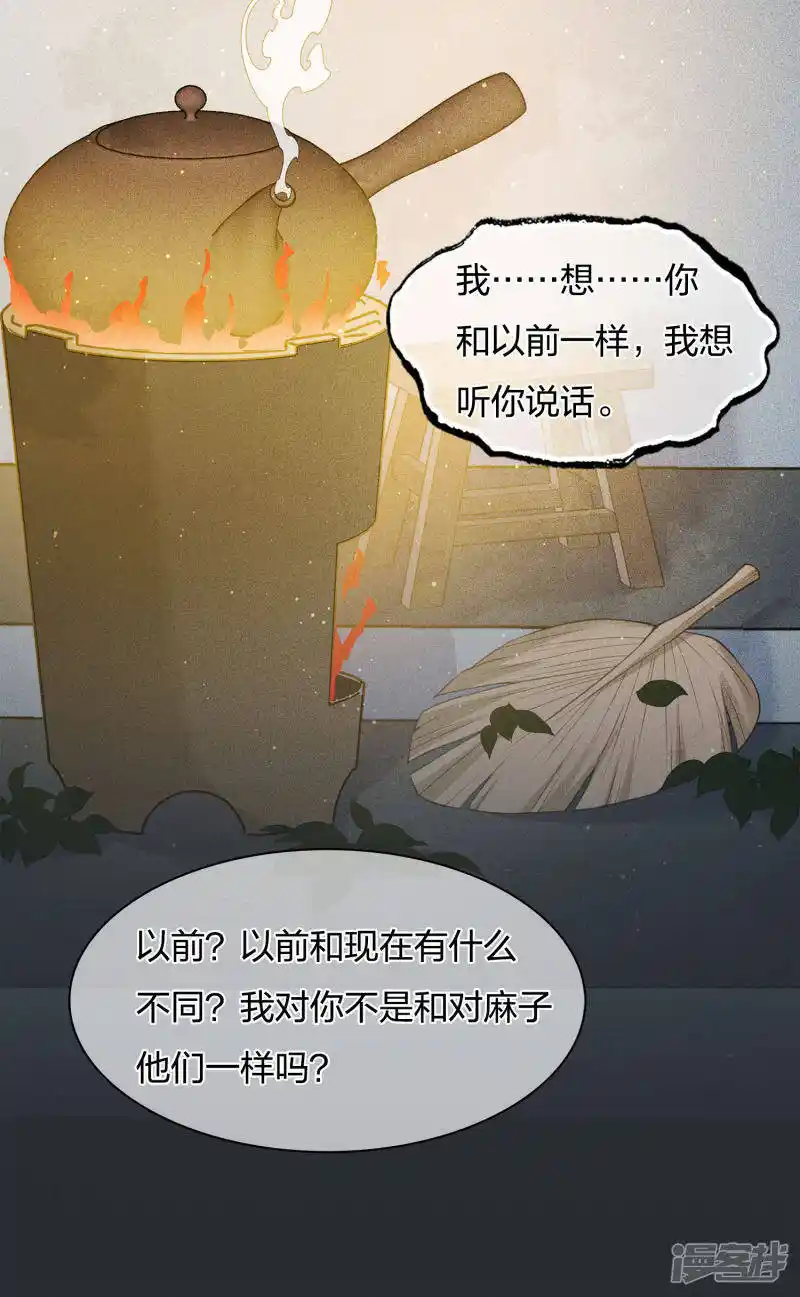 我……想……你
和以前一样，我想
听你说话。
以前？以前和现在有什么
不同？我对你不是和对麻子
他们一样吗？
漫客栈